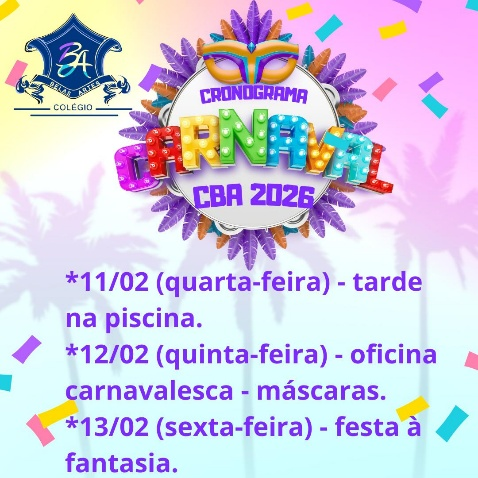 BA
BELAS ARTES
COLÉGIO
CRONOGRAMA
CARNAVAL
CBA 2026
*11/02 (quarta-feira) - tarde
na piscina.
*12/02 (quinta-feira) - oficina
carnavalesca - máscaras.
*13/02 (sexta-feira) - festa à
fantasia.